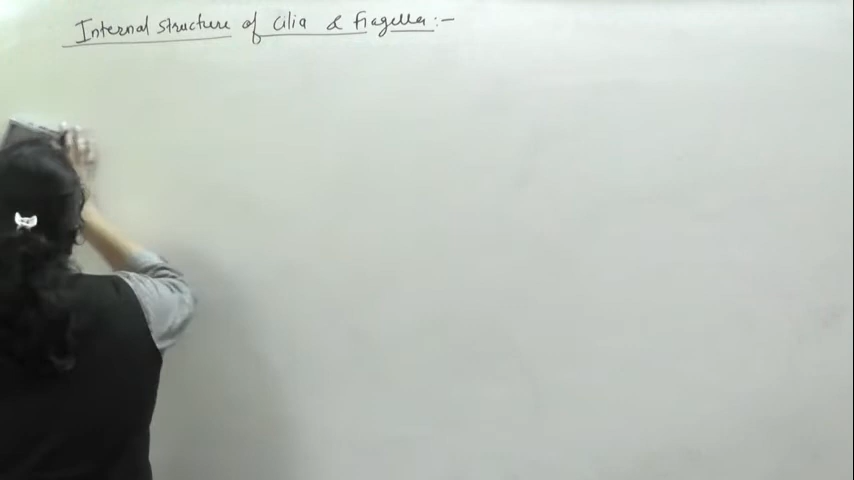 Internal structure of Cilia & Flagella:-